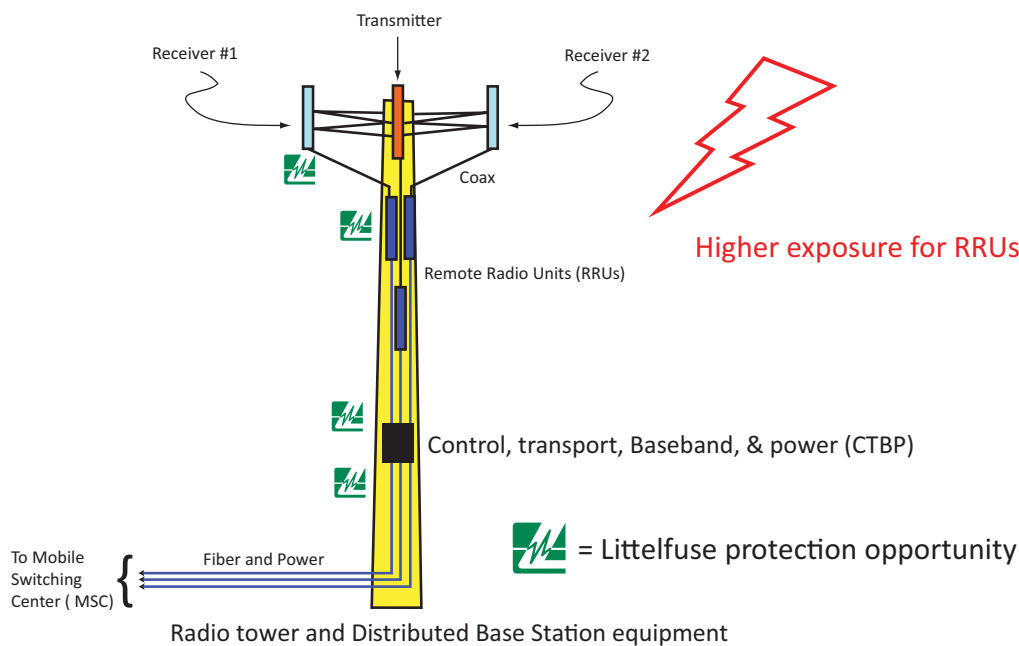 Transmitter
Receiver #1
Receiver #2
Coax
Higher exposure for RRUs
Remote Radio Units (RRUs)
Control, transport, Baseband, & power (CTBP)
= Littelfuse protection opportunity
To Mobile
Switching
Center ( MSC)
Fiber and Power
Radio tower and Distributed Base Station equipment